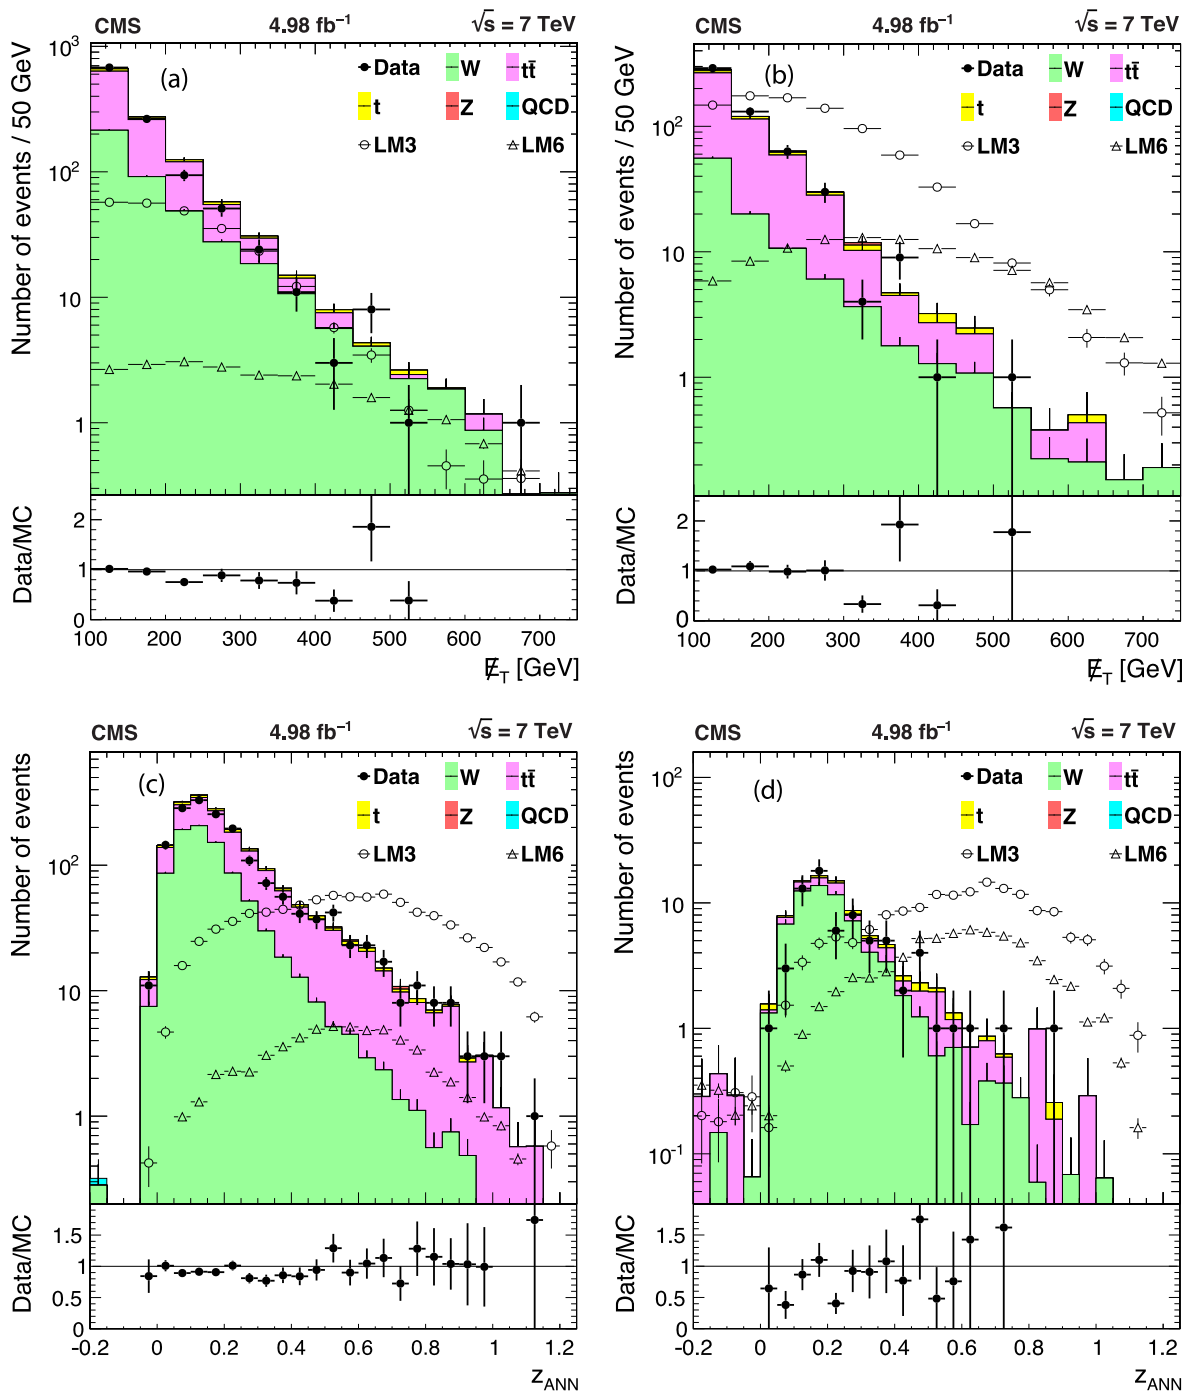 CMS 4.98 fb⁻¹ √s = 7 TeV
(a)
Data W tt̄
t Z QCD
LM3 LM6
Number of events / 50 GeV
10³
10²
10
1
Data/MC
2
1
0
100 200 300 400 500 600 700
E̸_T [GeV]
CMS 4.98 fb⁻¹ √s = 7 TeV
(b)
Data W tt̄
t Z QCD
LM3 LM6
Number of events / 50 GeV
10²
10
1
Data/MC
2
1
0
100 200 300 400 500 600 700
E̸_T [GeV]
CMS 4.98 fb⁻¹ √s = 7 TeV
(c)
Data W tt̄
t Z QCD
LM3 LM6
Number of events
10²
10
1
Data/MC
1.5
1
0.5
0
-0.2 0 0.2 0.4 0.6 0.8 1 1.2
z_ANN
CMS 4.98 fb⁻¹ √s = 7 TeV
(d)
Data W tt̄
t Z QCD
LM3 LM6
Number of events
10²
10
1
10⁻¹
Data/MC
1.5
1
0.5
0
-0.2 0 0.2 0.4 0.6 0.8 1 1.2
z_ANN